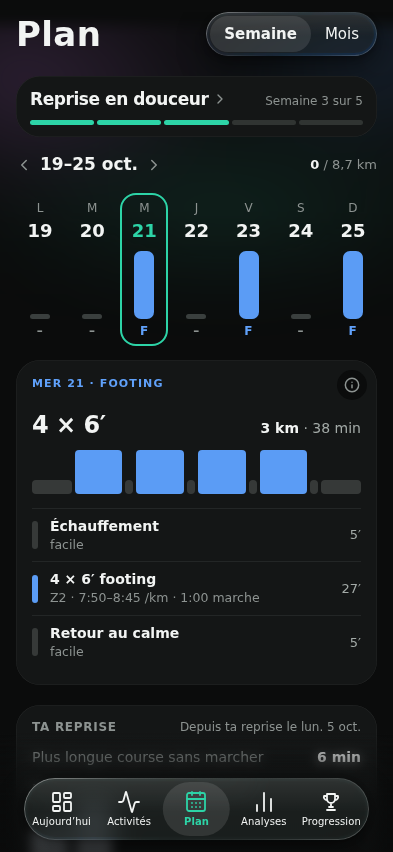 Plan
Semaine Mois
Reprise en douceur > Semaine 3 sur 5
< 19–25 oct. > 0 / 8,7 km
L M M J V S D
19 20 21 22 23 24 25
– – F – F – F
MER 21 · FOOTING
4 × 6′ 3 km · 38 min
Échauffement
facile 5′
4 × 6′ footing
Z2 · 7:50–8:45 /km · 1:00 marche 27′
Retour au calme
facile 5′
TA REPRISE Depuis ta reprise le lun. 5 oct.
Plus longue course sans marcher 6 min
Aujourd’hui Activités Plan Analyses Progression